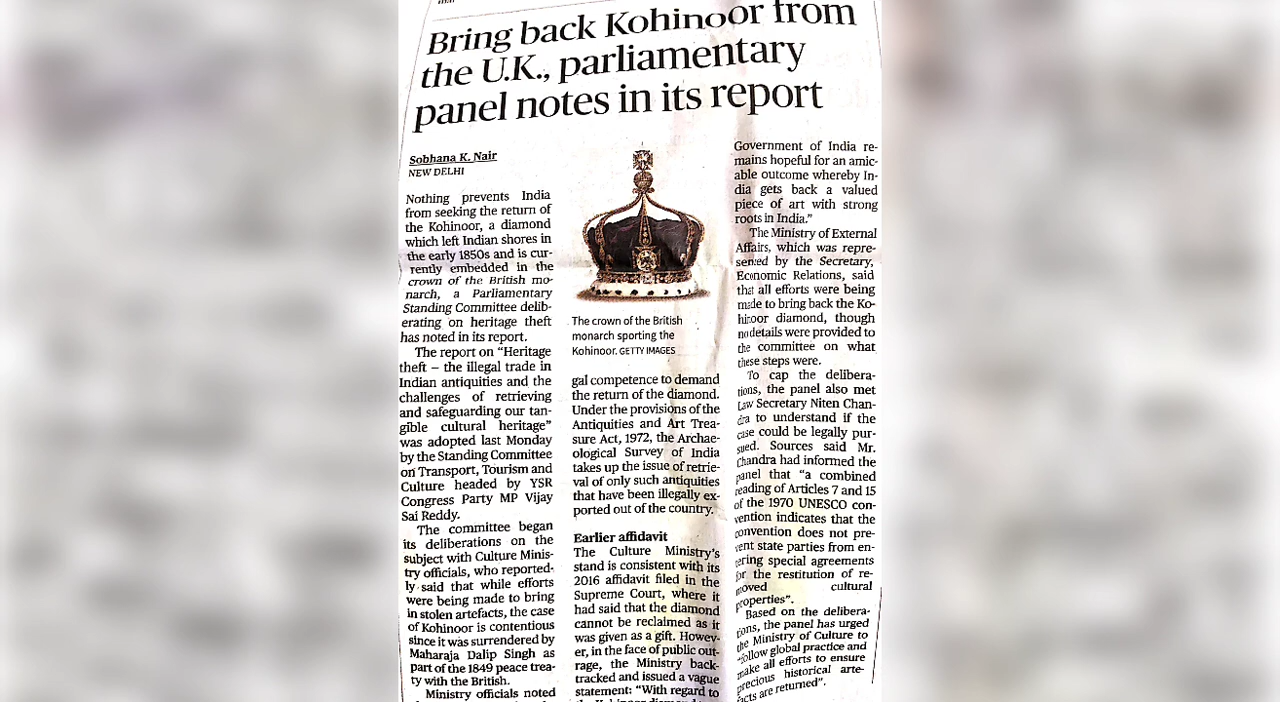 Bring back Kohinoor from
the U.K., parliamentary
panel notes in its report
Sobhana K. Nair
NEW DELHI
Nothing prevents India
from seeking the return of
the Kohinoor, a diamond
which left Indian shores in
the early 1850s and is cur-
rently embedded in the
crown of the British mo-
narch, a Parliamentary
Standing Committee delib-
erating on heritage theft
has noted in its report.
The report on “Heritage
theft – the illegal trade in
Indian antiquities and the
challenges of retrieving
and safeguarding our tan-
gible cultural heritage”
was adopted last Monday
by the Standing Committee
on Transport, Tourism and
Culture headed by YSR
Congress Party MP Vijay
Sai Reddy.
The committee began
its deliberations on the
subject with Culture Minis-
try officials, who reported-
ly said that while efforts
were being made to bring
in stolen artefacts, the case
of Kohinoor is contentious
since it was surrendered by
Maharaja Dalip Singh as
part of the 1849 peace trea-
ty with the British.
Ministry officials noted
The crown of the British
monarch sporting the
Kohinoor. GETTY IMAGES
gal competence to demand
the return of the diamond.
Under the provisions of the
Antiquities and Art Trea-
sure Act, 1972, the Archae-
ological Survey of India
takes up the issue of retrie-
val of only such antiquities
that have been illegally ex-
ported out of the country.
Earlier affidavit
The Culture Ministry’s
stand is consistent with its
2016 affidavit filed in the
Supreme Court, where it
had said that the diamond
cannot be reclaimed as it
was given as a gift. Howev-
er, in the face of public out-
rage, the Ministry back-
tracked and issued a vague
statement: “With regard to
Government of India re-
mains hopeful for an amic-
able outcome whereby In-
dia gets back a valued
piece of art with strong
roots in India.”
The Ministry of External
Affairs, which was repre-
sented by the Secretary,
Economic Relations, said
that all efforts were being
made to bring back the Ko-
hinoor diamond, though
no details were provided to
the committee on what
these steps were.
To cap the delibera-
tions, the panel also met
Law Secretary Niten Chan-
dra to understand if the
case could be legally pur-
sued. Sources said Mr.
Chandra had informed the
panel that “a combined
reading of Articles 7 and 15
of the 1970 UNESCO con-
vention indicates that the
convention does not pre-
vent state parties from en-
tering special agreements
for the restitution of re-
moved cultural
properties”.
Based on the delibera-
tions, the panel has urged
the Ministry of Culture to
“follow global practice and
make all efforts to ensure
precious historical arte-
facts are returned”.